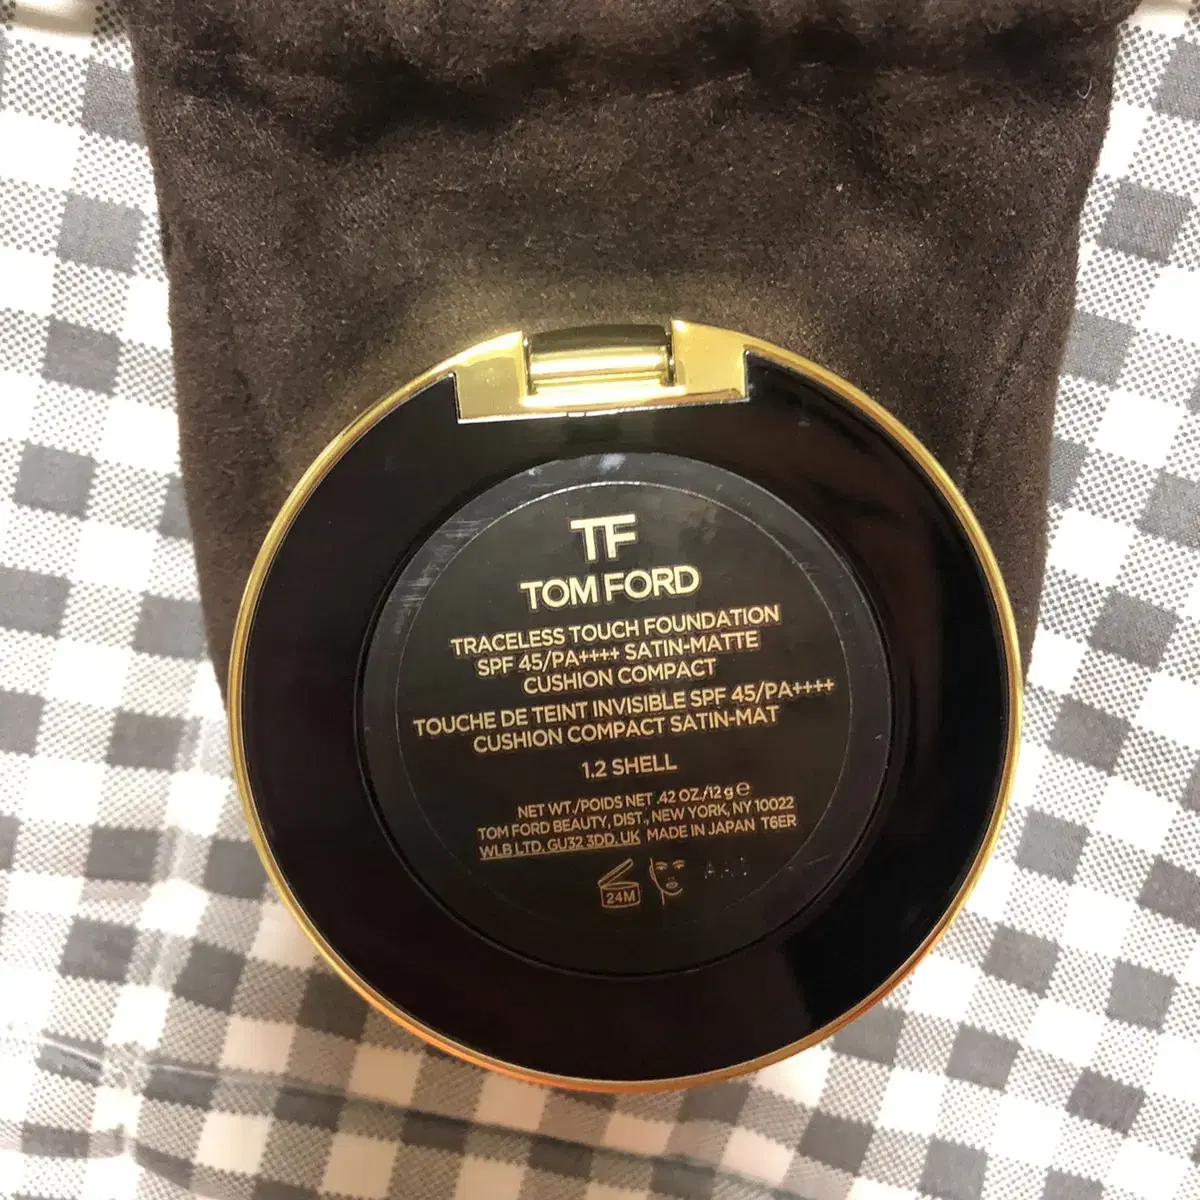 TF
TOM FORD
TRACELESS TOUCH FOUNDATION
SPF 45/PA++++ SATIN-MATTE
CUSHION COMPACT
TOUCHE DE TEINT INVISIBLE SPF 45/PA++++
CUSHION COMPACT SATIN-MAT
1.2 SHELL
NET WT./POIDS NET .42 OZ./12 g ℮
TOM FORD BEAUTY, DIST., NEW YORK, NY 10022
WLB LTD. GU32 3DD. UK MADE IN JAPAN T6ER
24M